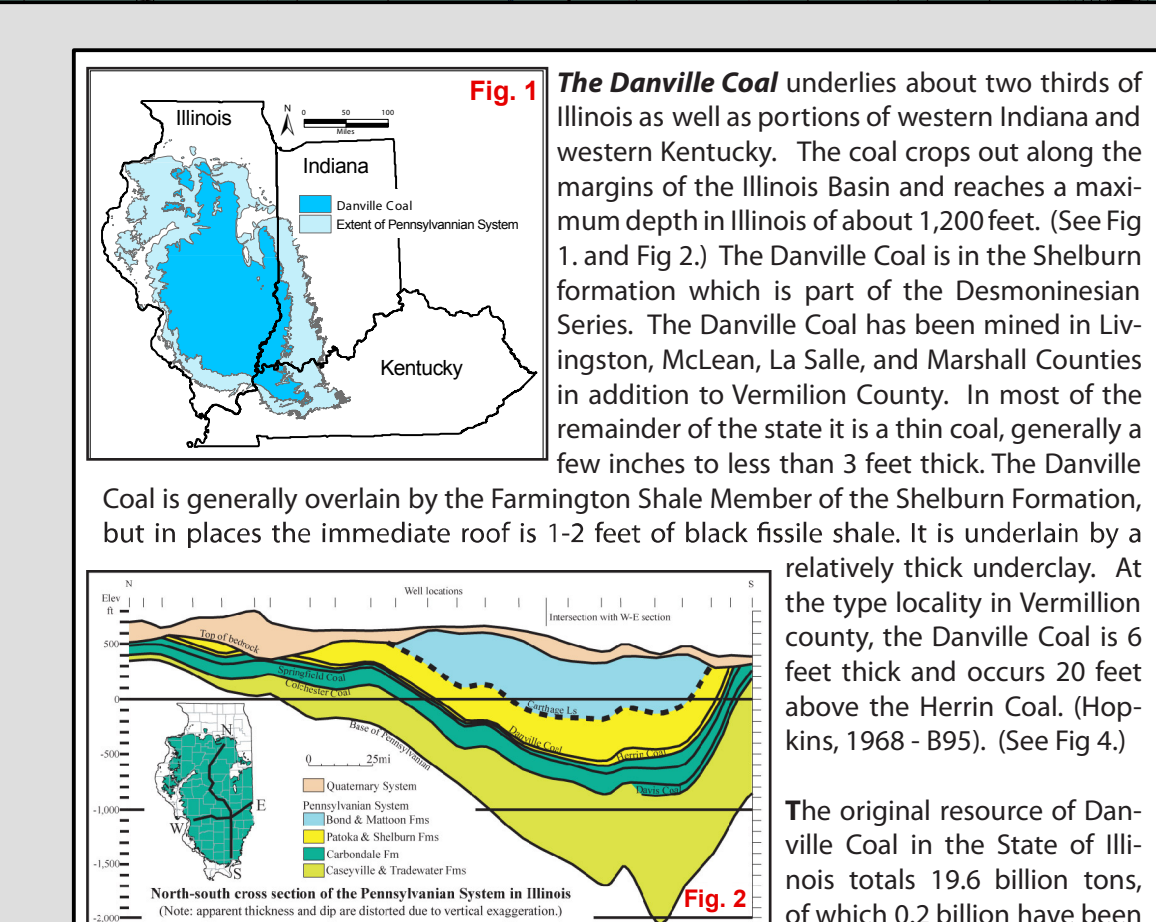 Fig. 1
Illinois
N
0 50 100
Miles
Indiana
Danville Coal
Extent of Pennsylvannian System
Kentucky
The Danville Coal underlies about two thirds of
Illinois as well as portions of western Indiana and
western Kentucky. The coal crops out along the
margins of the Illinois Basin and reaches a maxi-
mum depth in Illinois of about 1,200 feet. (See Fig
1. and Fig 2.) The Danville Coal is in the Shelburn
formation which is part of the Desmoninesian
Series. The Danville Coal has been mined in Liv-
ingston, McLean, La Salle, and Marshall Counties
in addition to Vermilion County. In most of the
remainder of the state it is a thin coal, generally a
few inches to less than 3 feet thick. The Danville
Coal is generally overlain by the Farmington Shale Member of the Shelburn Formation,
but in places the immediate roof is 1-2 feet of black fissile shale. It is underlain by a
relatively thick underclay. At
the type locality in Vermillion
county, the Danville Coal is 6
feet thick and occurs 20 feet
above the Herrin Coal. (Hop-
kins, 1968 - B95). (See Fig 4.)
The original resource of Dan-
ville Coal in the State of Illi-
nois totals 19.6 billion tons,
of which 0.2 billion have been
N
S
Elev
ft
Well locations
Intersection with W-E section
500
0
-500
-1,000
-1,500
-2,000
Top of bedrock
Springfield Coal
Colchester Coal
Base of Pennsylvanian
Carthage Ls
Danville Coal
Herrin Coal
Davis Coal
N
E
W
S
0 25mi
Quaternary System
Pennsylvanian System
Bond & Mattoon Fms
Patoka & Shelburn Fms
Carbondale Fm
Caseyville & Tradewater Fms
North-south cross section of the Pennsylvanian System in Illinois
(Note: apparent thickness and dip are distorted due to vertical exaggeration.)
Fig. 2